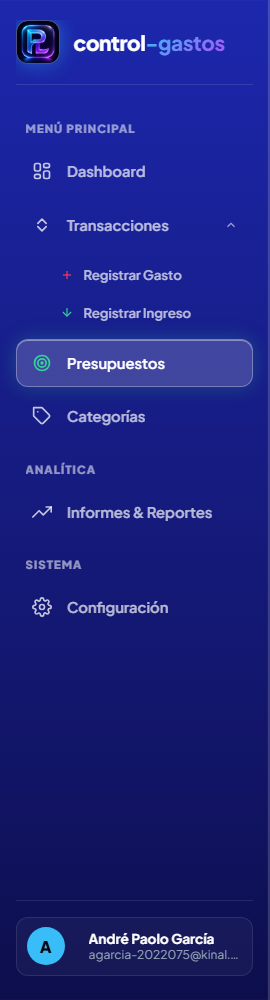 control-gastos
MENÚ PRINCIPAL
Dashboard
Transacciones
Registrar Gasto
Registrar Ingreso
Presupuestos
Categorías
ANALÍTICA
Informes & Reportes
SISTEMA
Configuración
A
André Paolo García
agarcia-2022075@kinal....